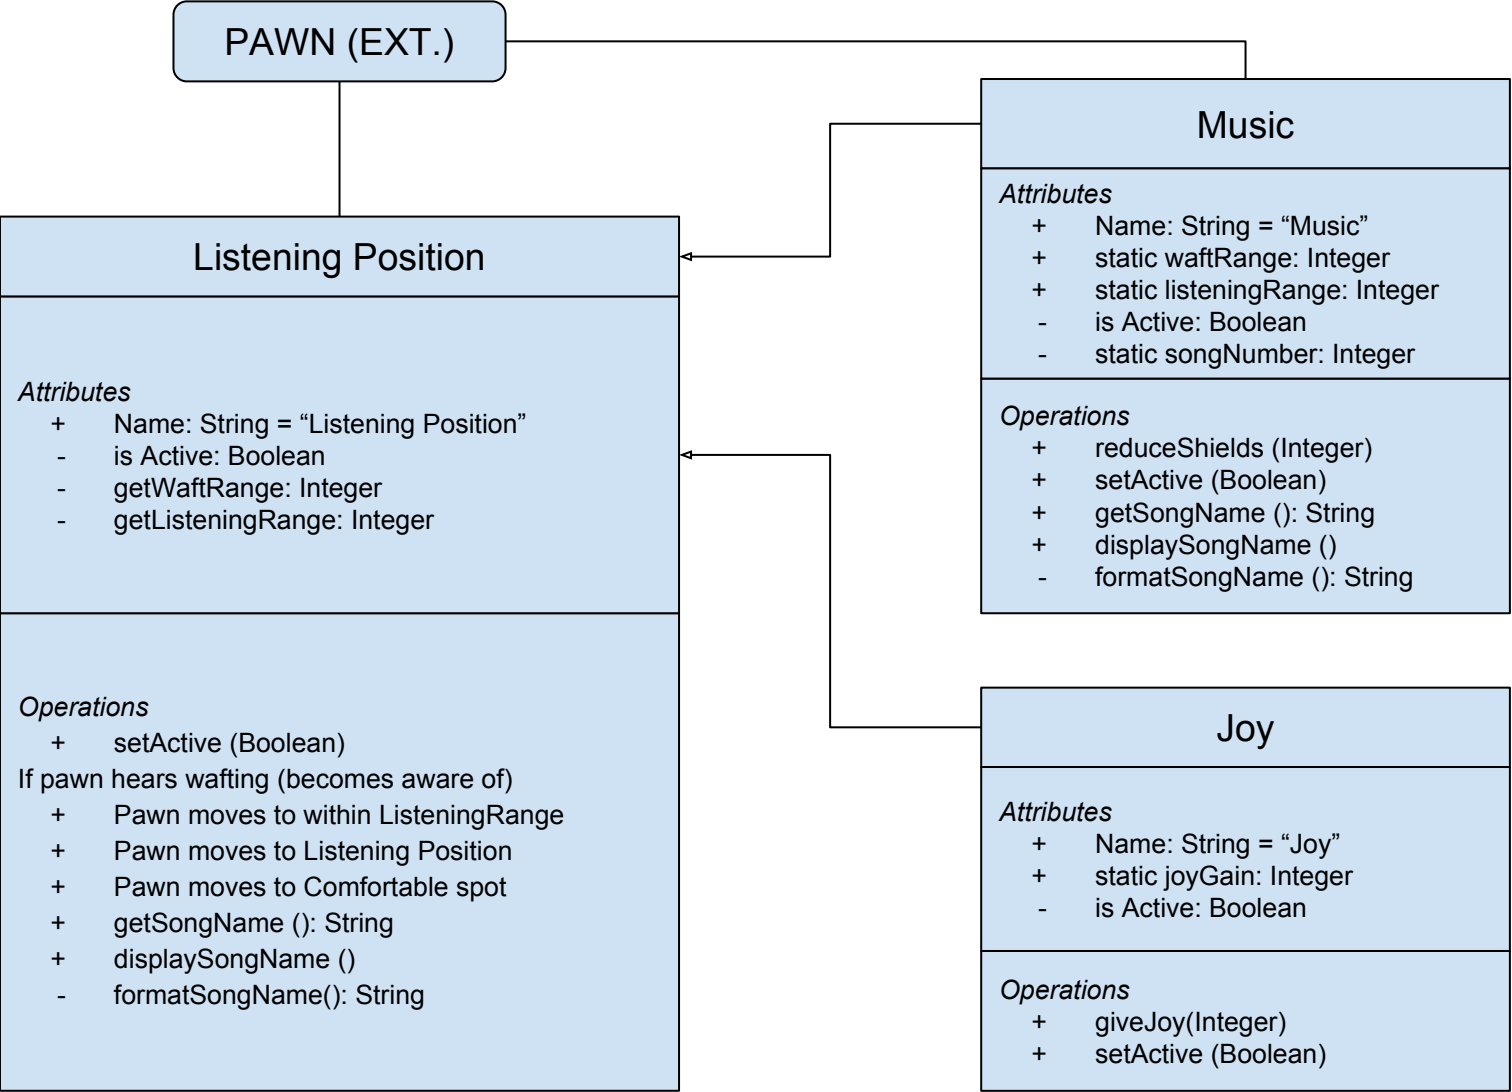 PAWN (EXT.)
Listening Position
Attributes
+ Name: String = “Listening Position”
- is Active: Boolean
- getWaftRange: Integer
- getListeningRange: Integer
Operations
+ setActive (Boolean)
If pawn hears wafting (becomes aware of)
+ Pawn moves to within ListeningRange
+ Pawn moves to Listening Position
+ Pawn moves to Comfortable spot
+ getSongName (): String
+ displaySongName ()
- formatSongName(): String
Music
Attributes
+ Name: String = “Music”
+ static waftRange: Integer
+ static listeningRange: Integer
- is Active: Boolean
- static songNumber: Integer
Operations
+ reduceShields (Integer)
+ setActive (Boolean)
+ getSongName (): String
+ displaySongName ()
- formatSongName (): String
Joy
Attributes
+ Name: String = “Joy”
+ static joyGain: Integer
- is Active: Boolean
Operations
+ giveJoy(Integer)
+ setActive (Boolean)